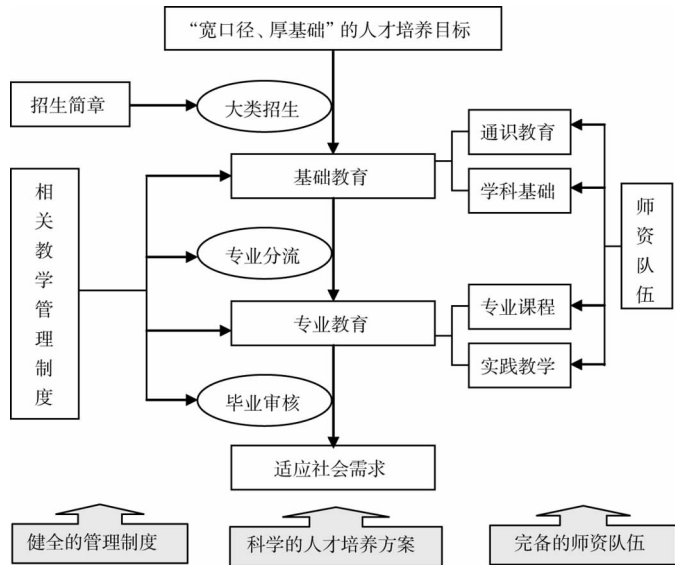 “宽口径、厚基础”的人才培养目标
招生简章
大类招生
通识教育
基础教育
学科基础
相关教学管理制度
师资队伍
专业分流
专业课程
专业教育
实践教学
毕业审核
适应社会需求
健全的管理制度
科学的人才培养方案
完备的师资队伍